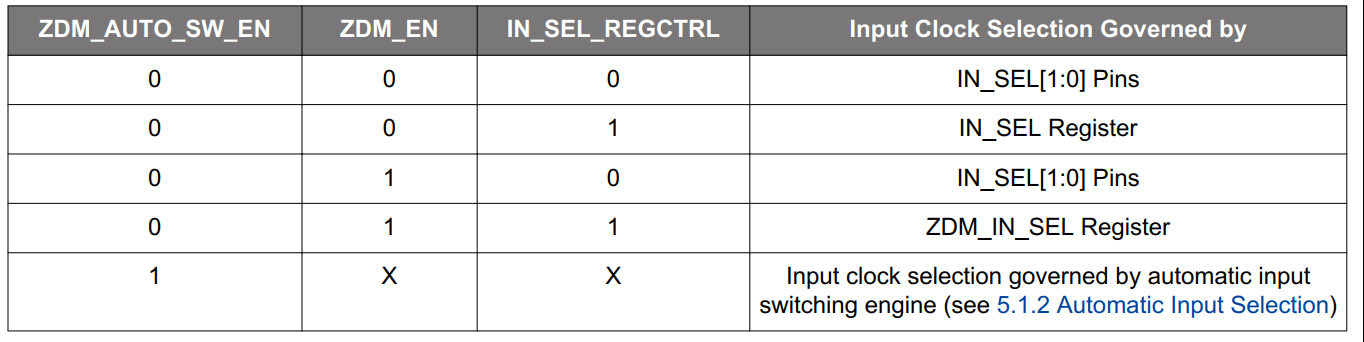 ZDM_AUTO_SW_EN ZDM_EN IN_SEL_REGCTRL Input Clock Selection Governed by
0 0 0 IN_SEL[1:0] Pins
0 0 1 IN_SEL Register
0 1 0 IN_SEL[1:0] Pins
0 1 1 ZDM_IN_SEL Register
1 X X Input clock selection governed by automatic input
switching engine (see 5.1.2 Automatic Input Selection)